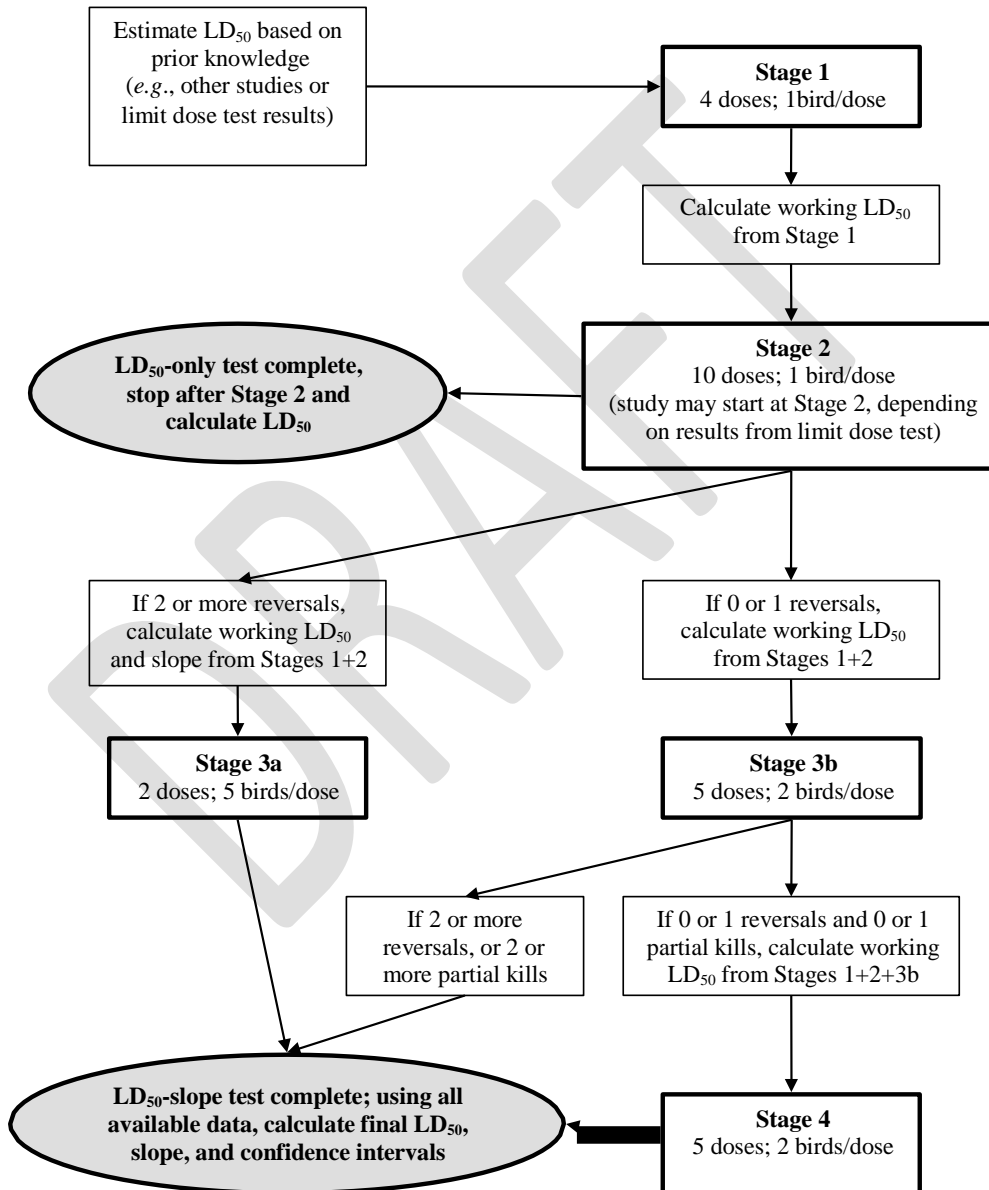 Estimate LD₅₀ based on
prior knowledge
(e.g., other studies or
limit dose test results)
Stage 1
4 doses; 1bird/dose
Calculate working LD₅₀
from Stage 1
LD₅₀-only test complete,
stop after Stage 2 and
calculate LD₅₀
Stage 2
10 doses; 1 bird/dose
(study may start at Stage 2, depending
on results from limit dose test)
If 2 or more reversals,
calculate working LD₅₀
and slope from Stages 1+2
If 0 or 1 reversals,
calculate working LD₅₀
from Stages 1+2
Stage 3a
2 doses; 5 birds/dose
Stage 3b
5 doses; 2 birds/dose
If 2 or more
reversals, or 2 or
more partial kills
If 0 or 1 reversals and 0 or 1
partial kills, calculate working
LD₅₀ from Stages 1+2+3b
LD₅₀-slope test complete; using all
available data, calculate final LD₅₀,
slope, and confidence intervals
Stage 4
5 doses; 2 birds/dose
DRAFT